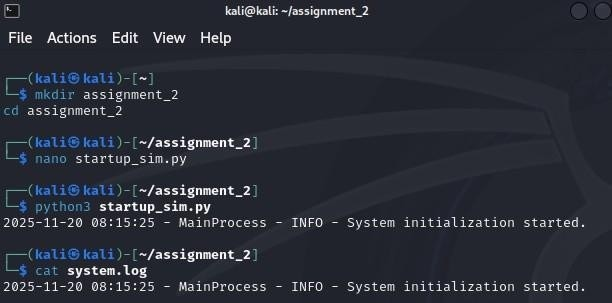 kali@kali: ~/assignment_2
File Actions Edit View Help
┌──(kali㉿kali)-[~]
└─$ mkdir assignment_2
cd assignment_2
┌──(kali㉿kali)-[~/assignment_2]
└─$ nano startup_sim.py
┌──(kali㉿kali)-[~/assignment_2]
└─$ python3 startup_sim.py
2025-11-20 08:15:25 - MainProcess - INFO - System initialization started.
┌──(kali㉿kali)-[~/assignment_2]
└─$ cat system.log
2025-11-20 08:15:25 - MainProcess - INFO - System initialization started.